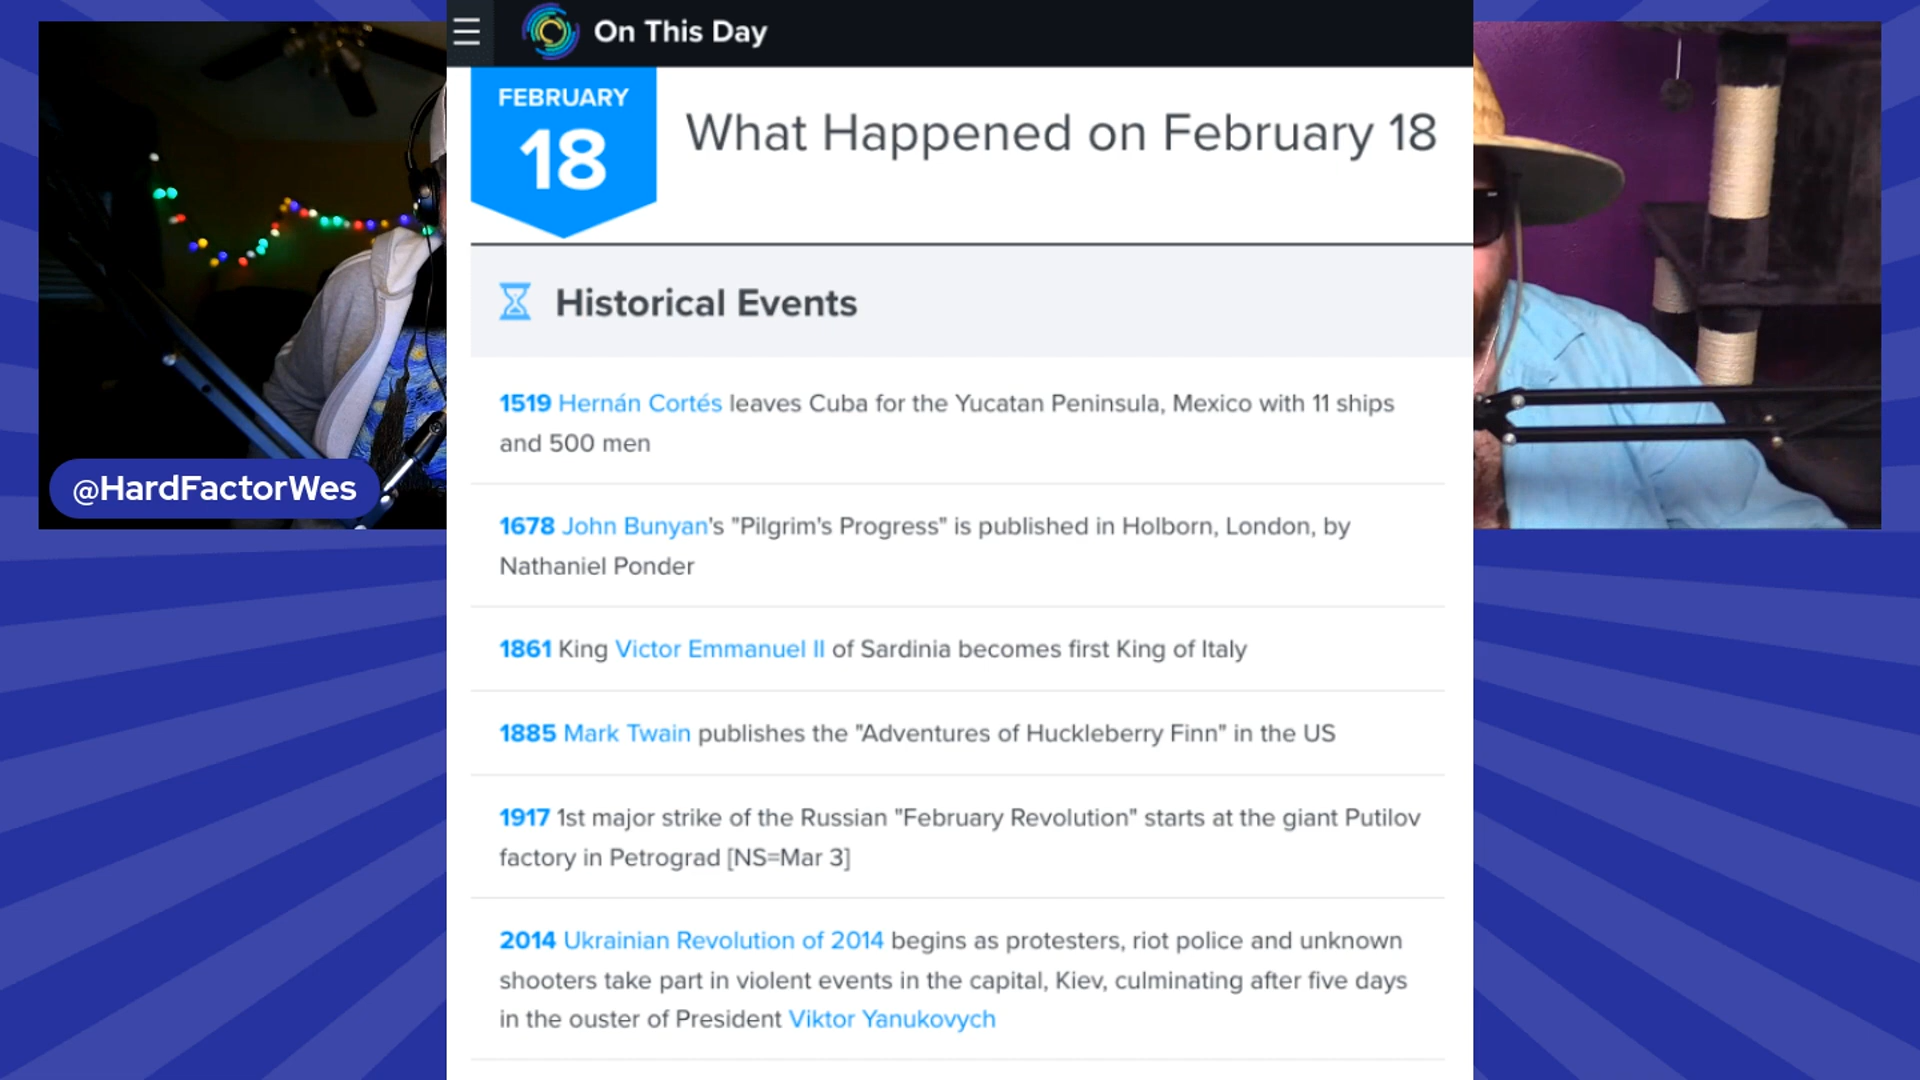 On This Day
FEBRUARY
18
What Happened on February 18
Historical Events
1519 Hernán Cortés leaves Cuba for the Yucatan Peninsula, Mexico with 11 ships
and 500 men
@HardFactorWes
1678 John Bunyan's "Pilgrim's Progress" is published in Holborn, London, by
Nathaniel Ponder
1861 King Victor Emmanuel II of Sardinia becomes first King of Italy
1885 Mark Twain publishes the "Adventures of Huckleberry Finn" in the US
1917 1st major strike of the Russian "February Revolution" starts at the giant Putilov
factory in Petrograd [NS=Mar 3]
2014 Ukrainian Revolution of 2014 begins as protesters, riot police and unknown
shooters take part in violent events in the capital, Kiev, culminating after five days
in the ouster of President Viktor Yanukovych